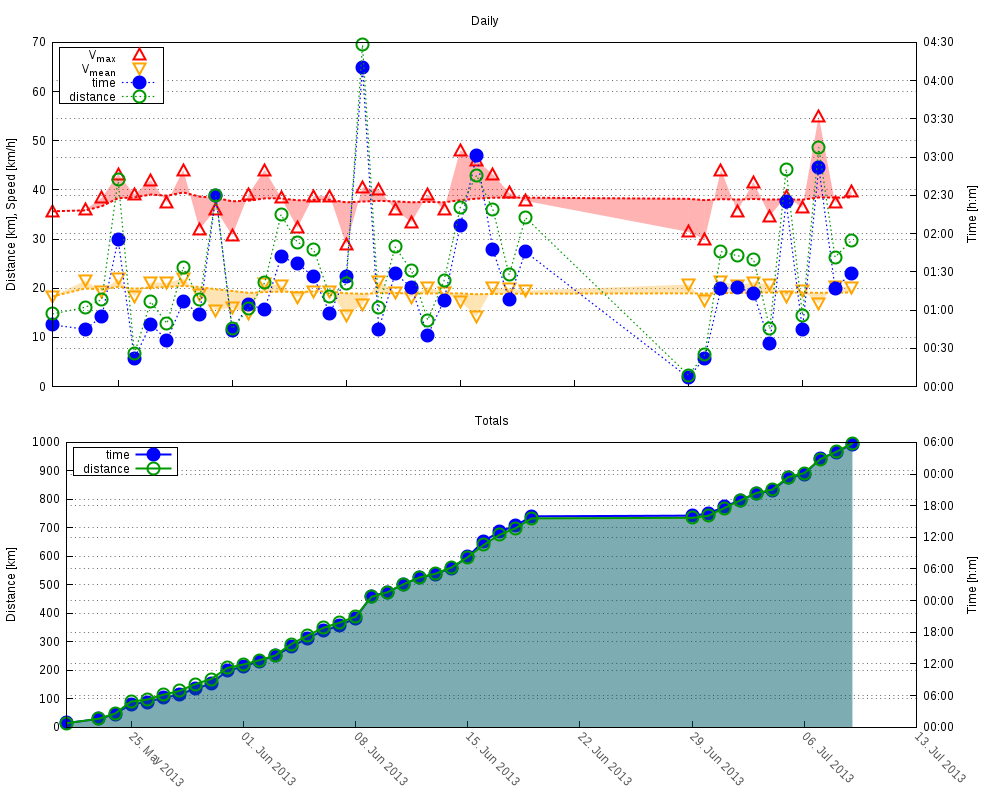 Daily
70
60
50
40
30
20
10
0
Distance [km], Speed [km/h]
Vmax
Vmean
time
distance
04:30
04:00
03:30
03:00
02:30
02:00
01:30
01:00
00:30
00:00
Time [h:m]
Totals
1000
900
800
700
600
500
400
300
200
100
0
Distance [km]
time
distance
06:00
00:00
18:00
12:00
06:00
00:00
18:00
12:00
06:00
00:00
Time [h:m]
25. May 2013
01. Jun 2013
08. Jun 2013
15. Jun 2013
22. Jun 2013
29. Jun 2013
06. Jul 2013
13. Jul 2013